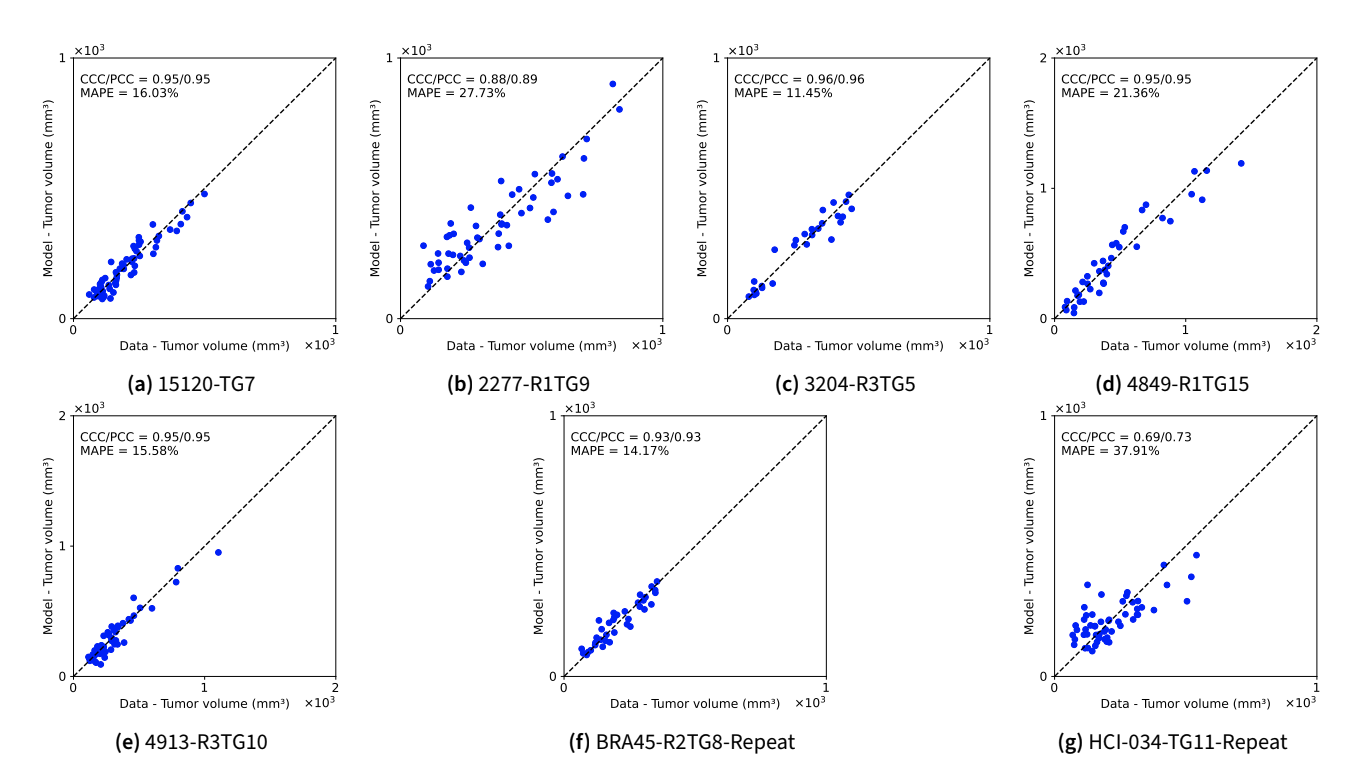 ×10³
1
CCC/PCC = 0.95/0.95
MAPE = 16.03%
Model - Tumor volume (mm³)
0
0
1
Data - Tumor volume (mm³)
×10³
(a) 15120-TG7
×10³
1
CCC/PCC = 0.88/0.89
MAPE = 27.73%
Model - Tumor volume (mm³)
0
0
1
Data - Tumor volume (mm³)
×10³
(b) 2277-R1TG9
×10³
1
CCC/PCC = 0.96/0.96
MAPE = 11.45%
Model - Tumor volume (mm³)
0
0
1
Data - Tumor volume (mm³)
×10³
(c) 3204-R3TG5
×10³
2
CCC/PCC = 0.95/0.95
MAPE = 21.36%
1
Model - Tumor volume (mm³)
0
0
1
2
Data - Tumor volume (mm³)
×10³
(d) 4849-R1TG15
×10³
2
CCC/PCC = 0.95/0.95
MAPE = 15.58%
1
Model - Tumor volume (mm³)
0
0
1
2
Data - Tumor volume (mm³)
×10³
(e) 4913-R3TG10
×10³
1
CCC/PCC = 0.93/0.93
MAPE = 14.17%
Model - Tumor volume (mm³)
0
0
1
Data - Tumor volume (mm³)
×10³
(f) BRA45-R2TG8-Repeat
×10³
1
CCC/PCC = 0.69/0.73
MAPE = 37.91%
Model - Tumor volume (mm³)
0
0
1
Data - Tumor volume (mm³)
×10³
(g) HCI-034-TG11-Repeat